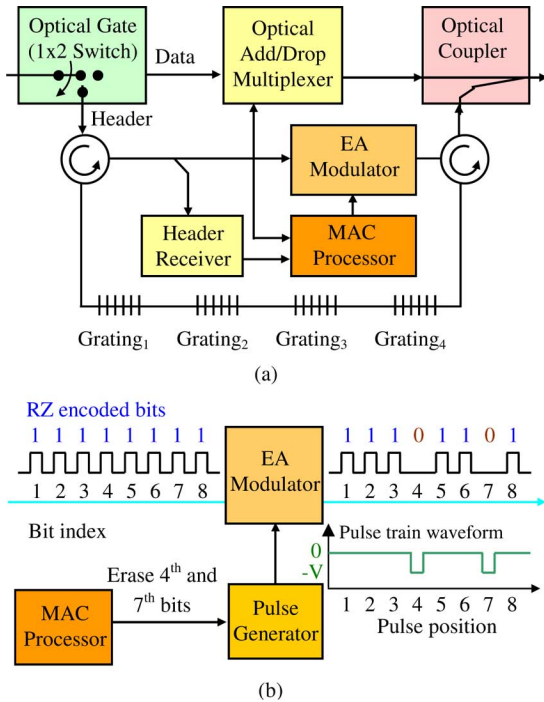 Optical Gate
(1x2 Switch)
Data
Optical
Add/Drop
Multiplexer
Optical
Coupler
Header
EA
Modulator
Header
Receiver
MAC
Processor
Grating1
Grating2
Grating3
Grating4
(a)
RZ encoded bits
1 1 1 1 1 1 1 1
1 2 3 4 5 6 7 8
Bit index
EA
Modulator
1 1 1 0 1 1 0 1
1 2 3 4 5 6 7 8
Pulse train waveform
0
-V
1 2 3 4 5 6 7 8
Pulse position
MAC
Processor
Erase 4th and
7th bits
Pulse
Generator
(b)